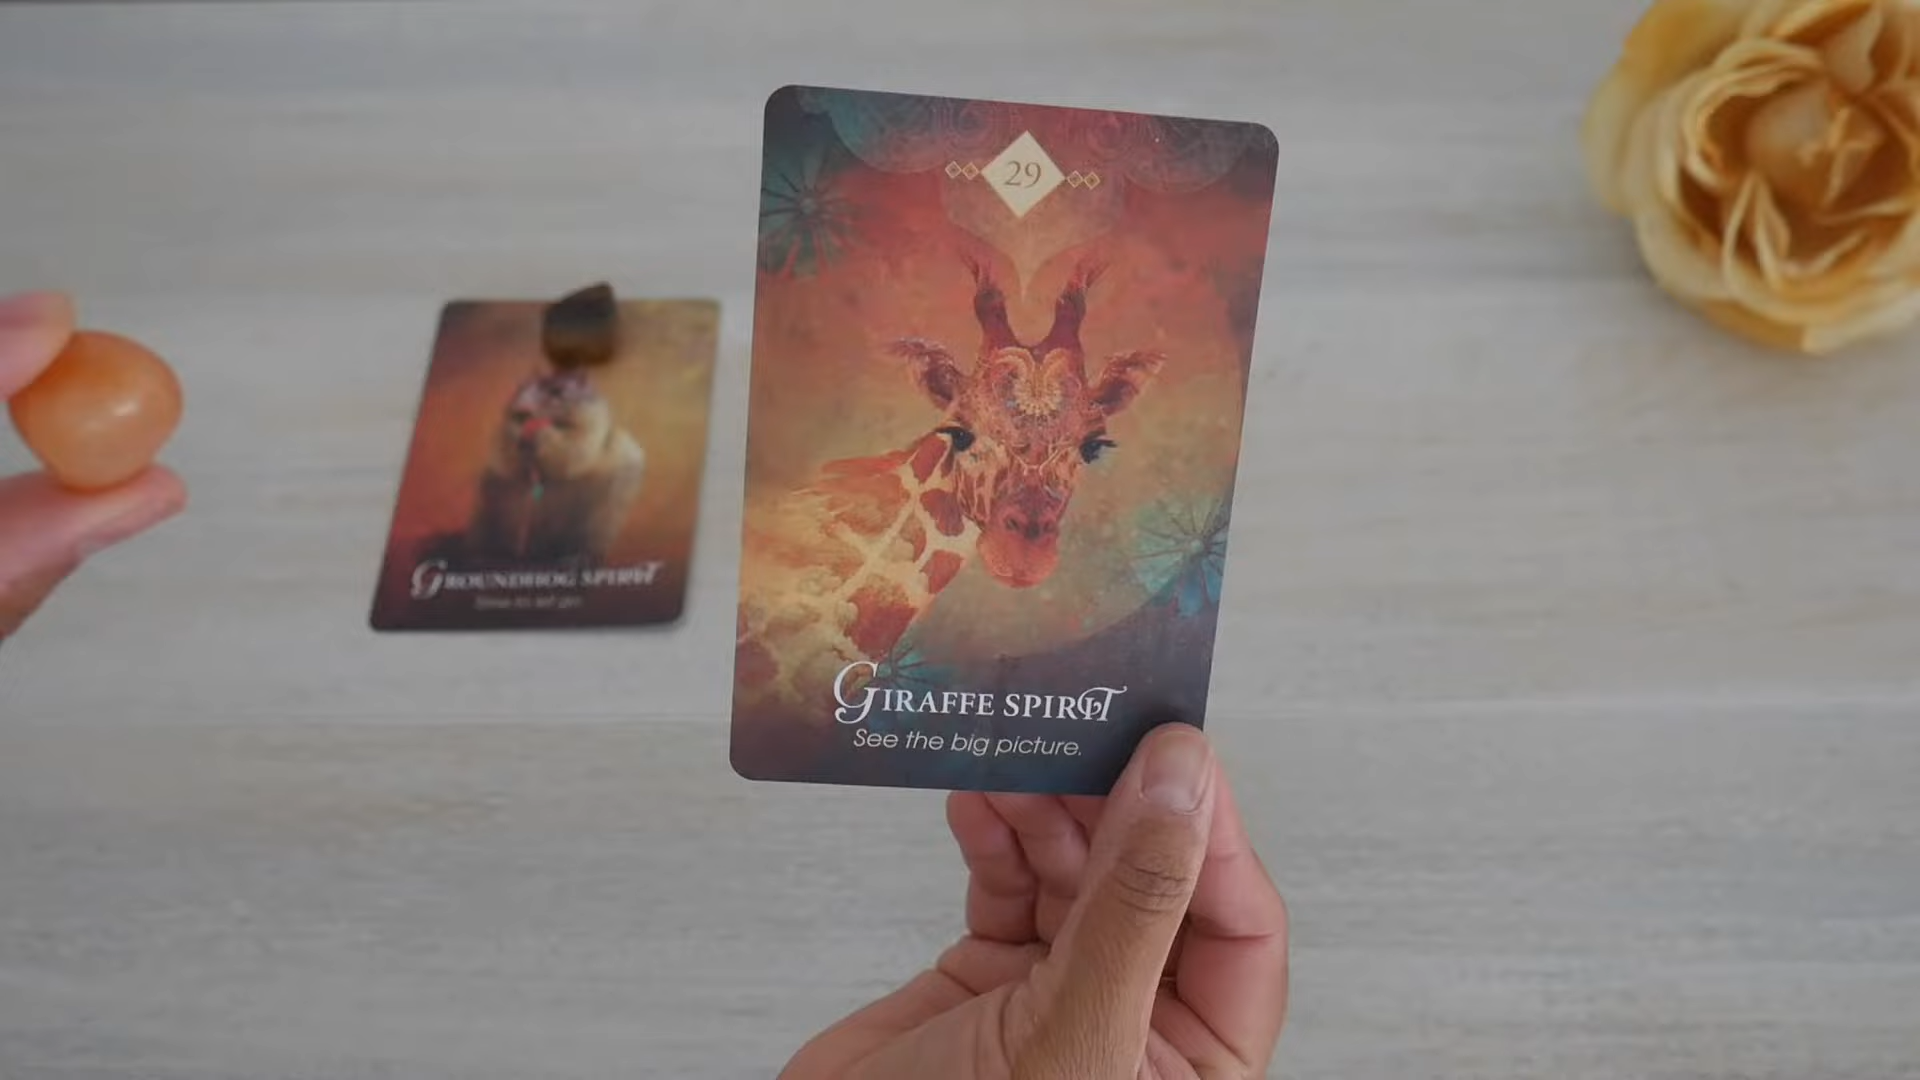 29
GIRAFFE SPIRIT
See the big picture.
GROUNDHOG SPIRIT